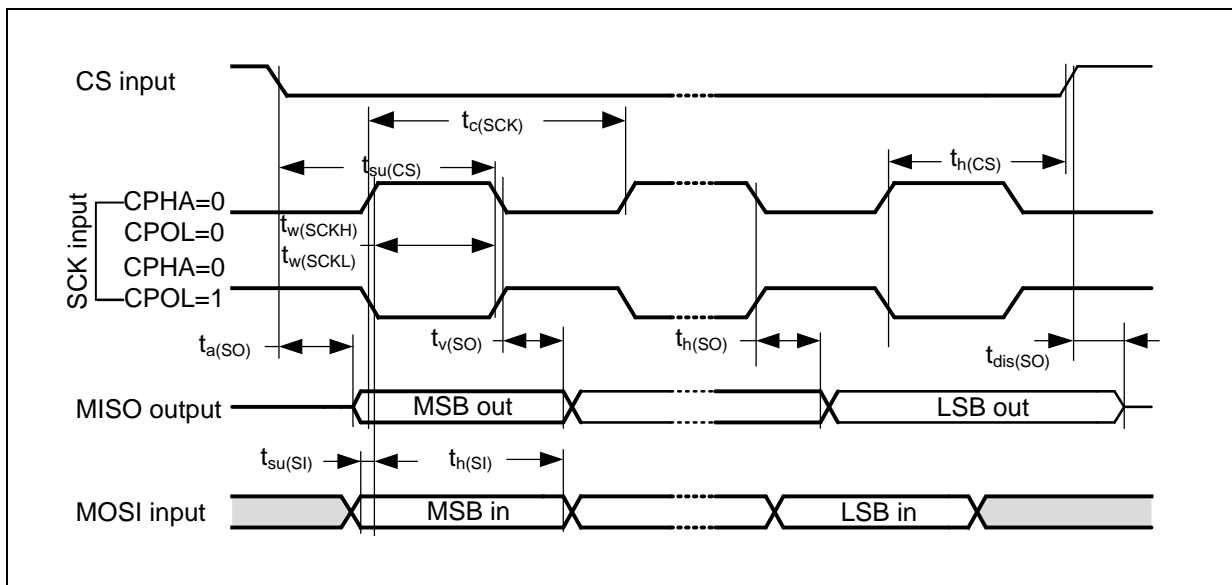 CS input
tc(SCK)
tsu(CS)
th(CS)
SCK input
CPHA=0
CPOL=0
CPHA=0
CPOL=1
tw(SCKH)
tw(SCKL)
ta(SO)
tv(SO)
th(SO)
tdis(SO)
MISO output
MSB out
LSB out
tsu(SI)
th(SI)
MOSI input
MSB in
LSB in